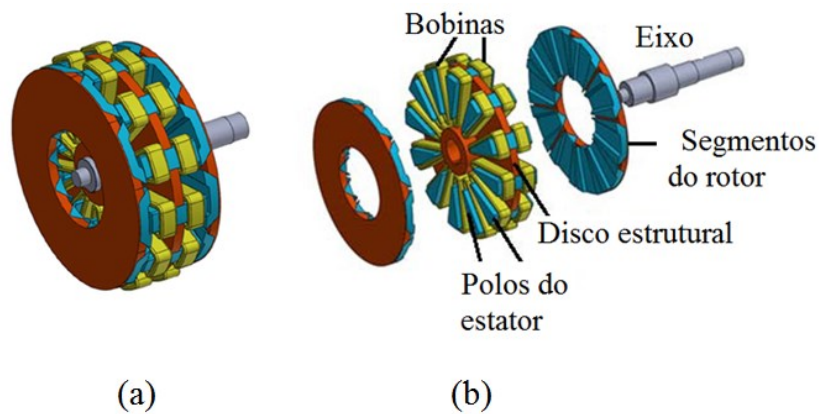 Bobinas
Eixo
Segmentos
do rotor
Disco estrutural
Polos do
estator
(a)
(b)